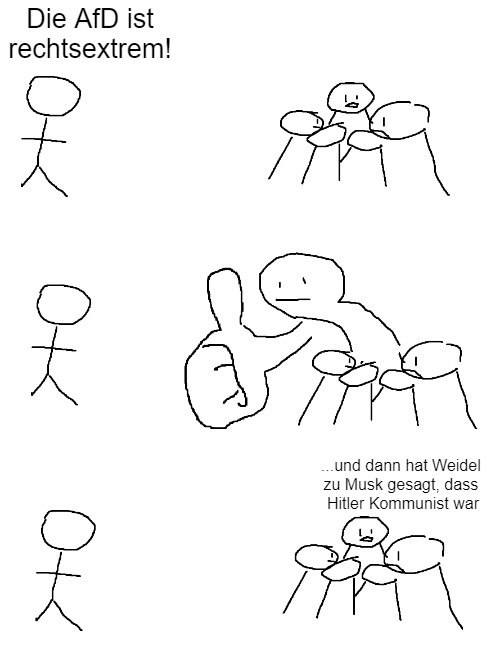 Die AfD ist
rechtsextrem!
...und dann hat Weidel
zu Musk gesagt, dass
Hitler Kommunist war